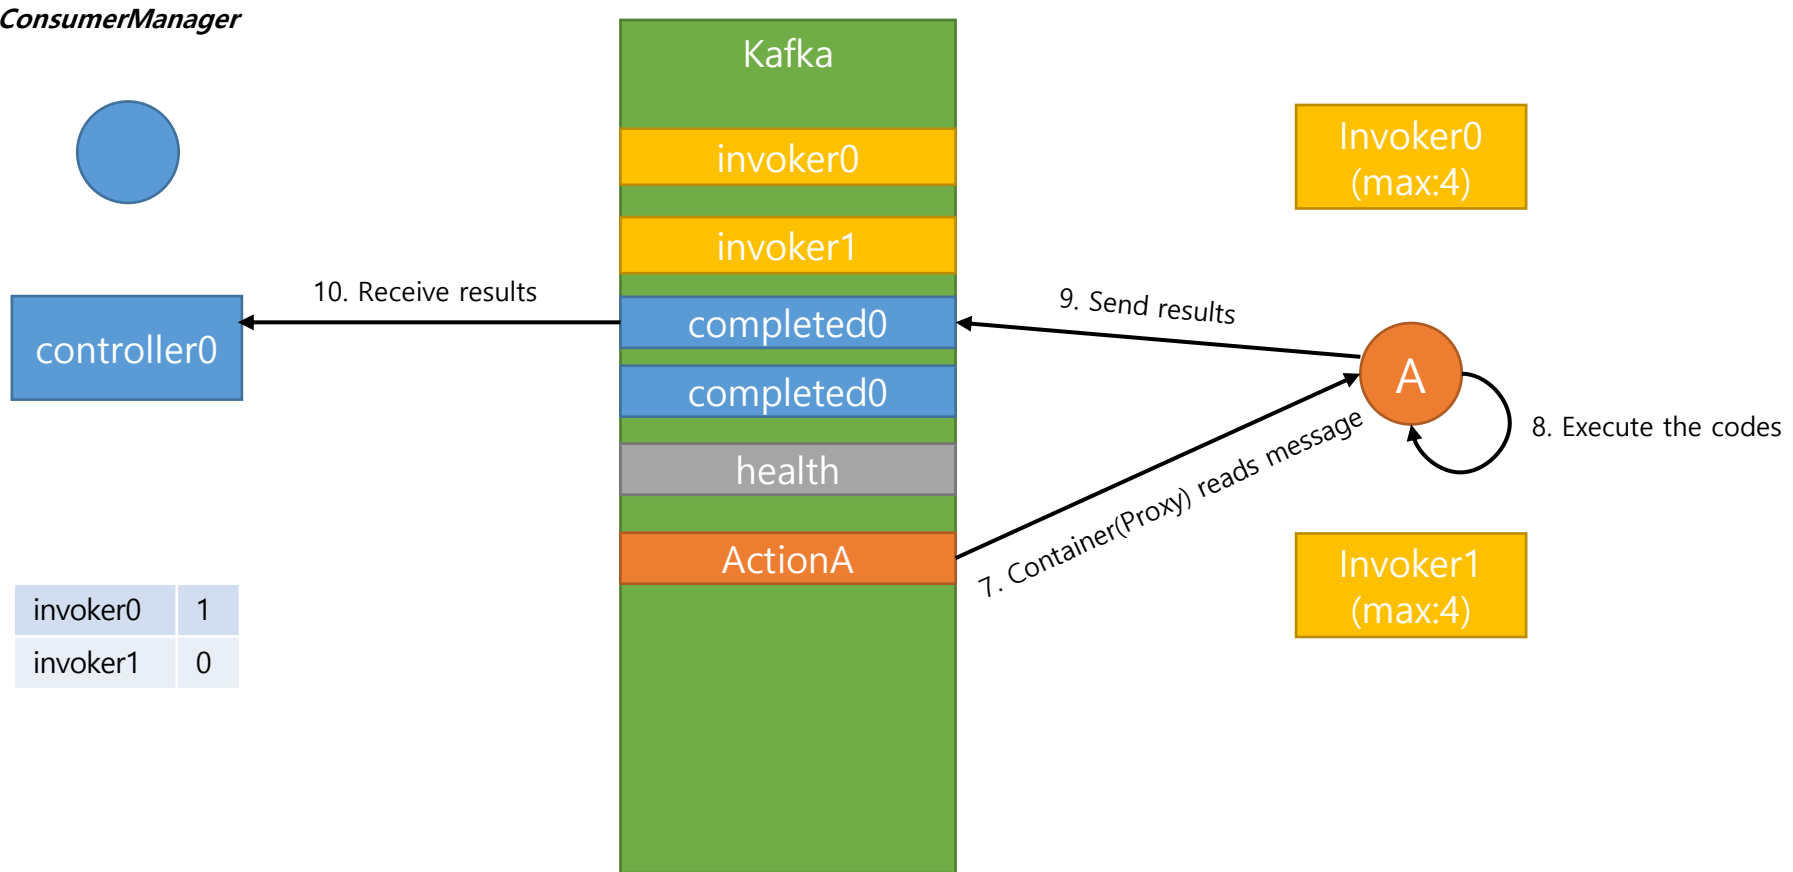 ConsumerManager
Kafka
invoker0
invoker1
completed0
completed0
health
ActionA
controller0
10. Receive results
9. Send results
A
8. Execute the codes
7. Container(Proxy) reads message
Invoker0
(max:4)
Invoker1
(max:4)
invoker0 1
invoker1 0